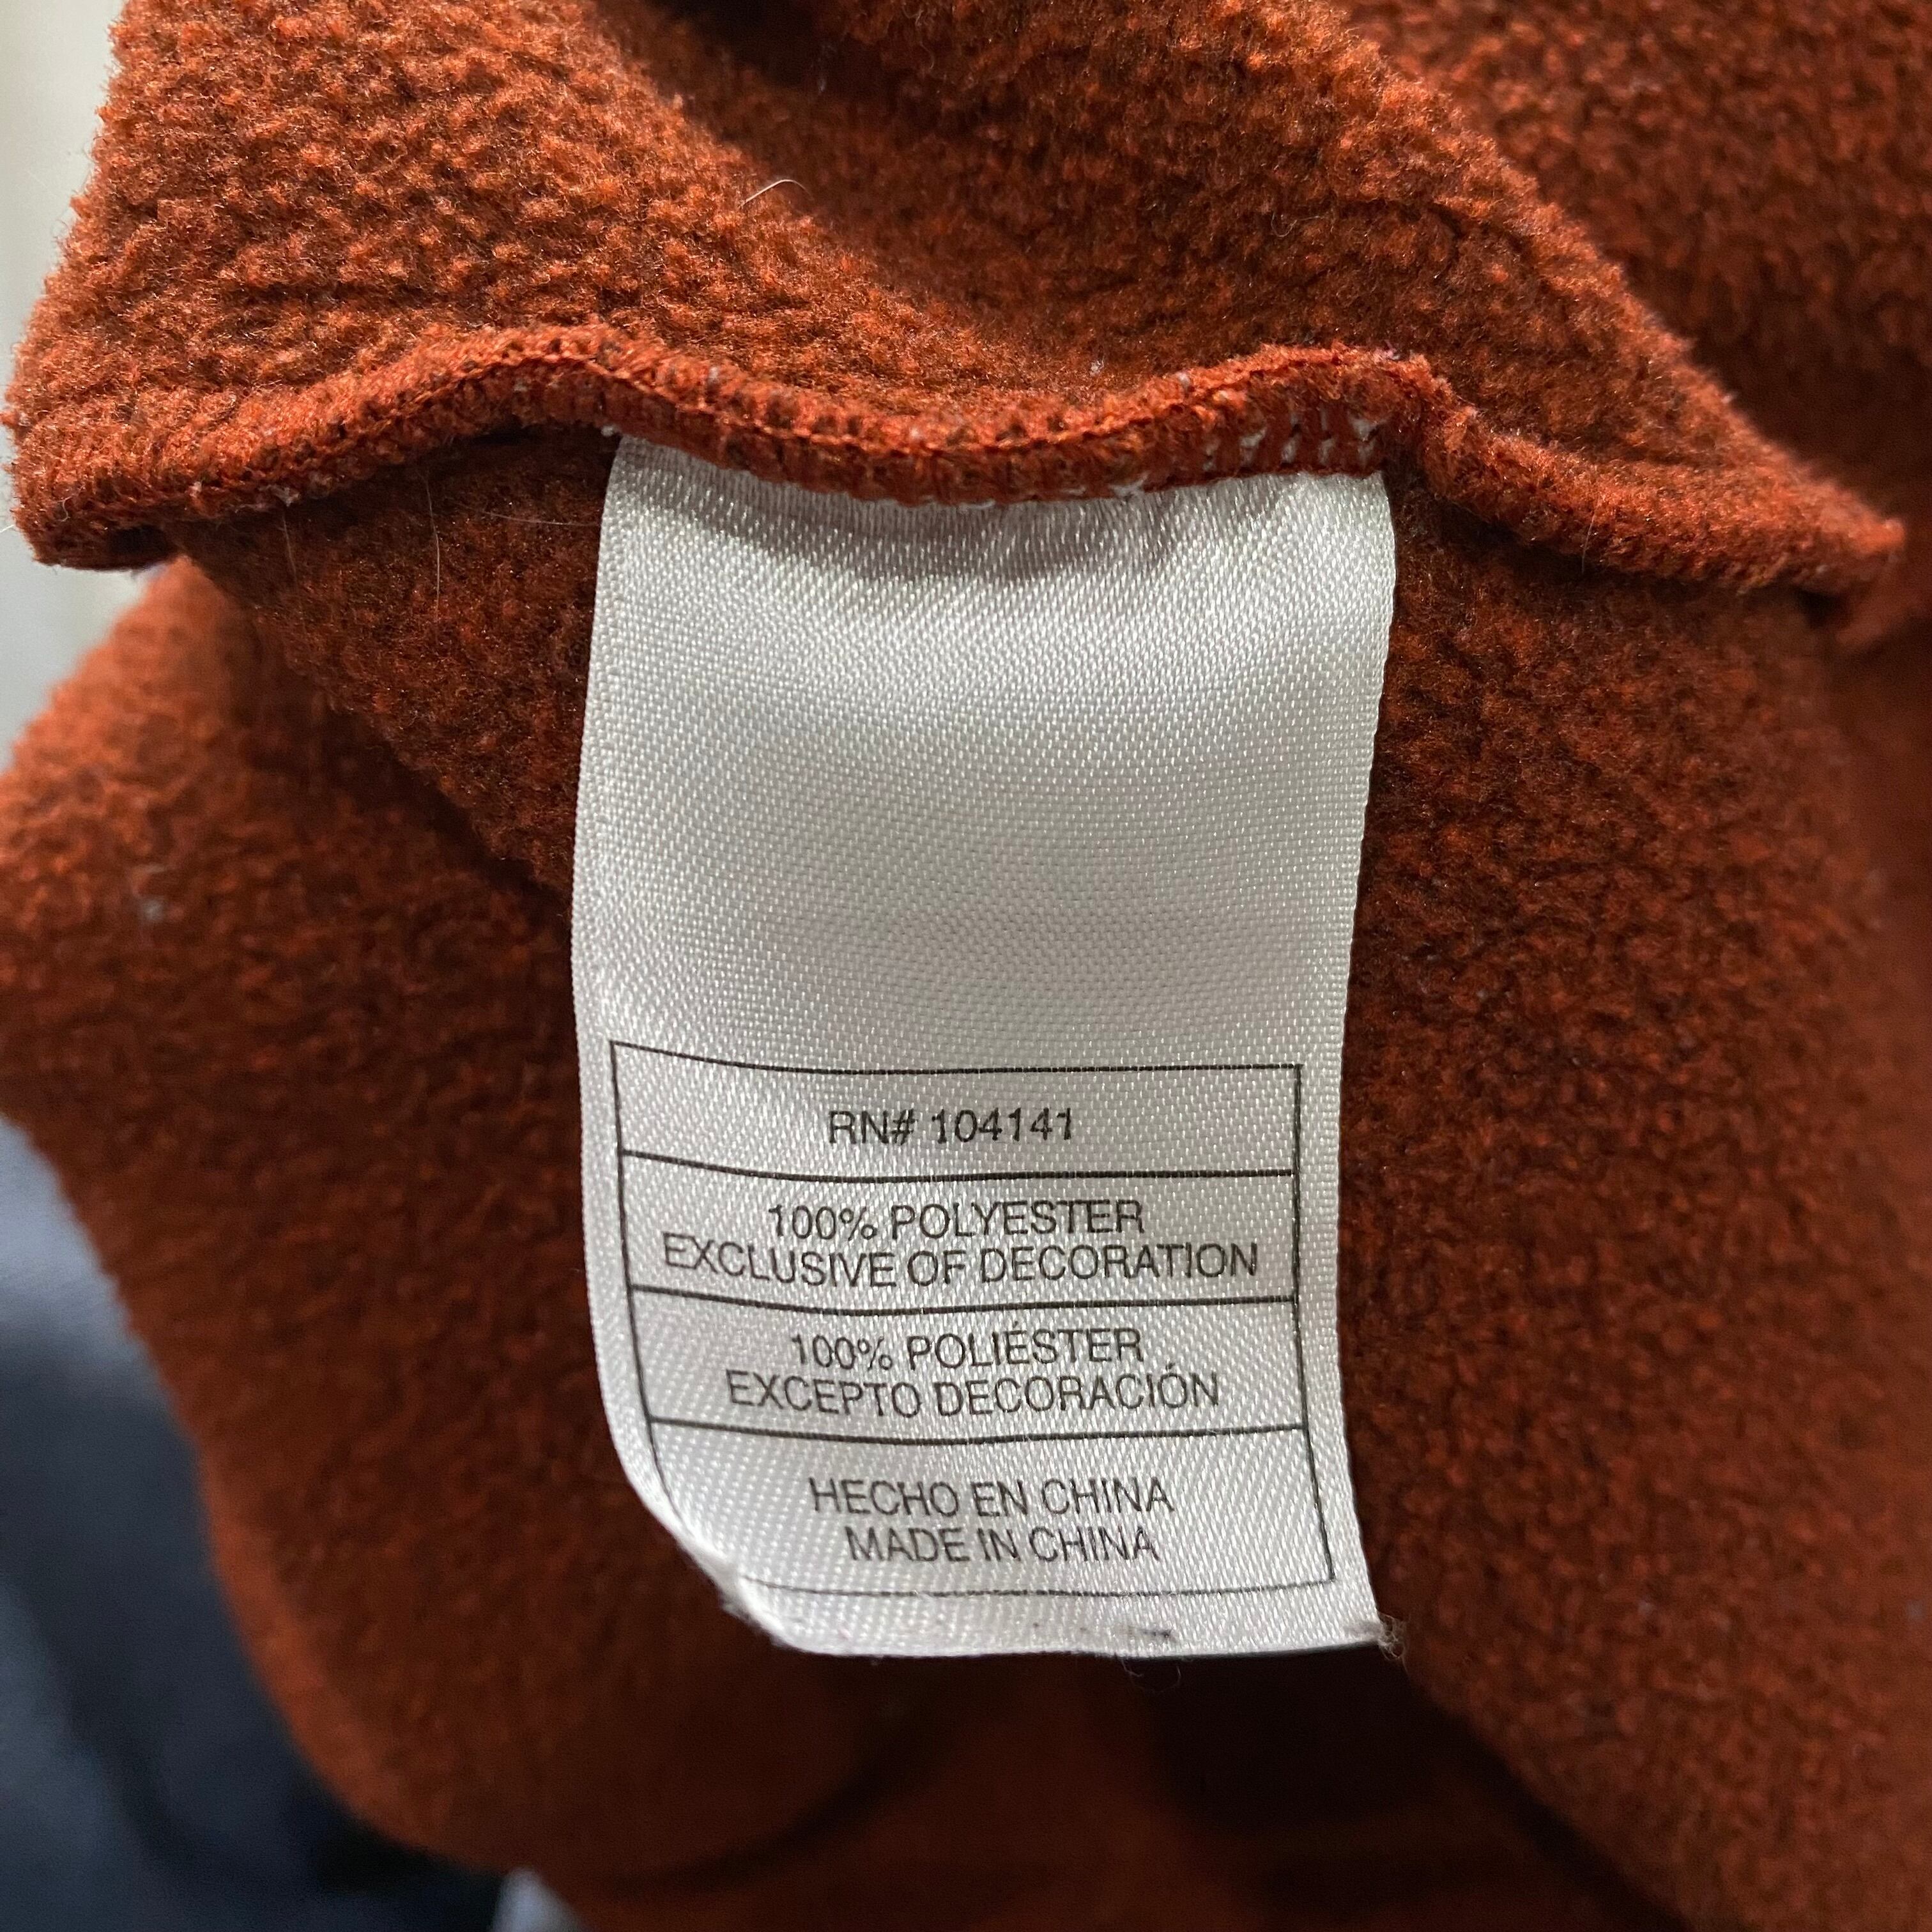 RN# 104141
100% POLYESTER
EXCLUSIVE OF DECORATION
100% POLIÉSTER
EXCEPTO DECORACIÓN
HECHO EN CHINA
MADE IN CHINA